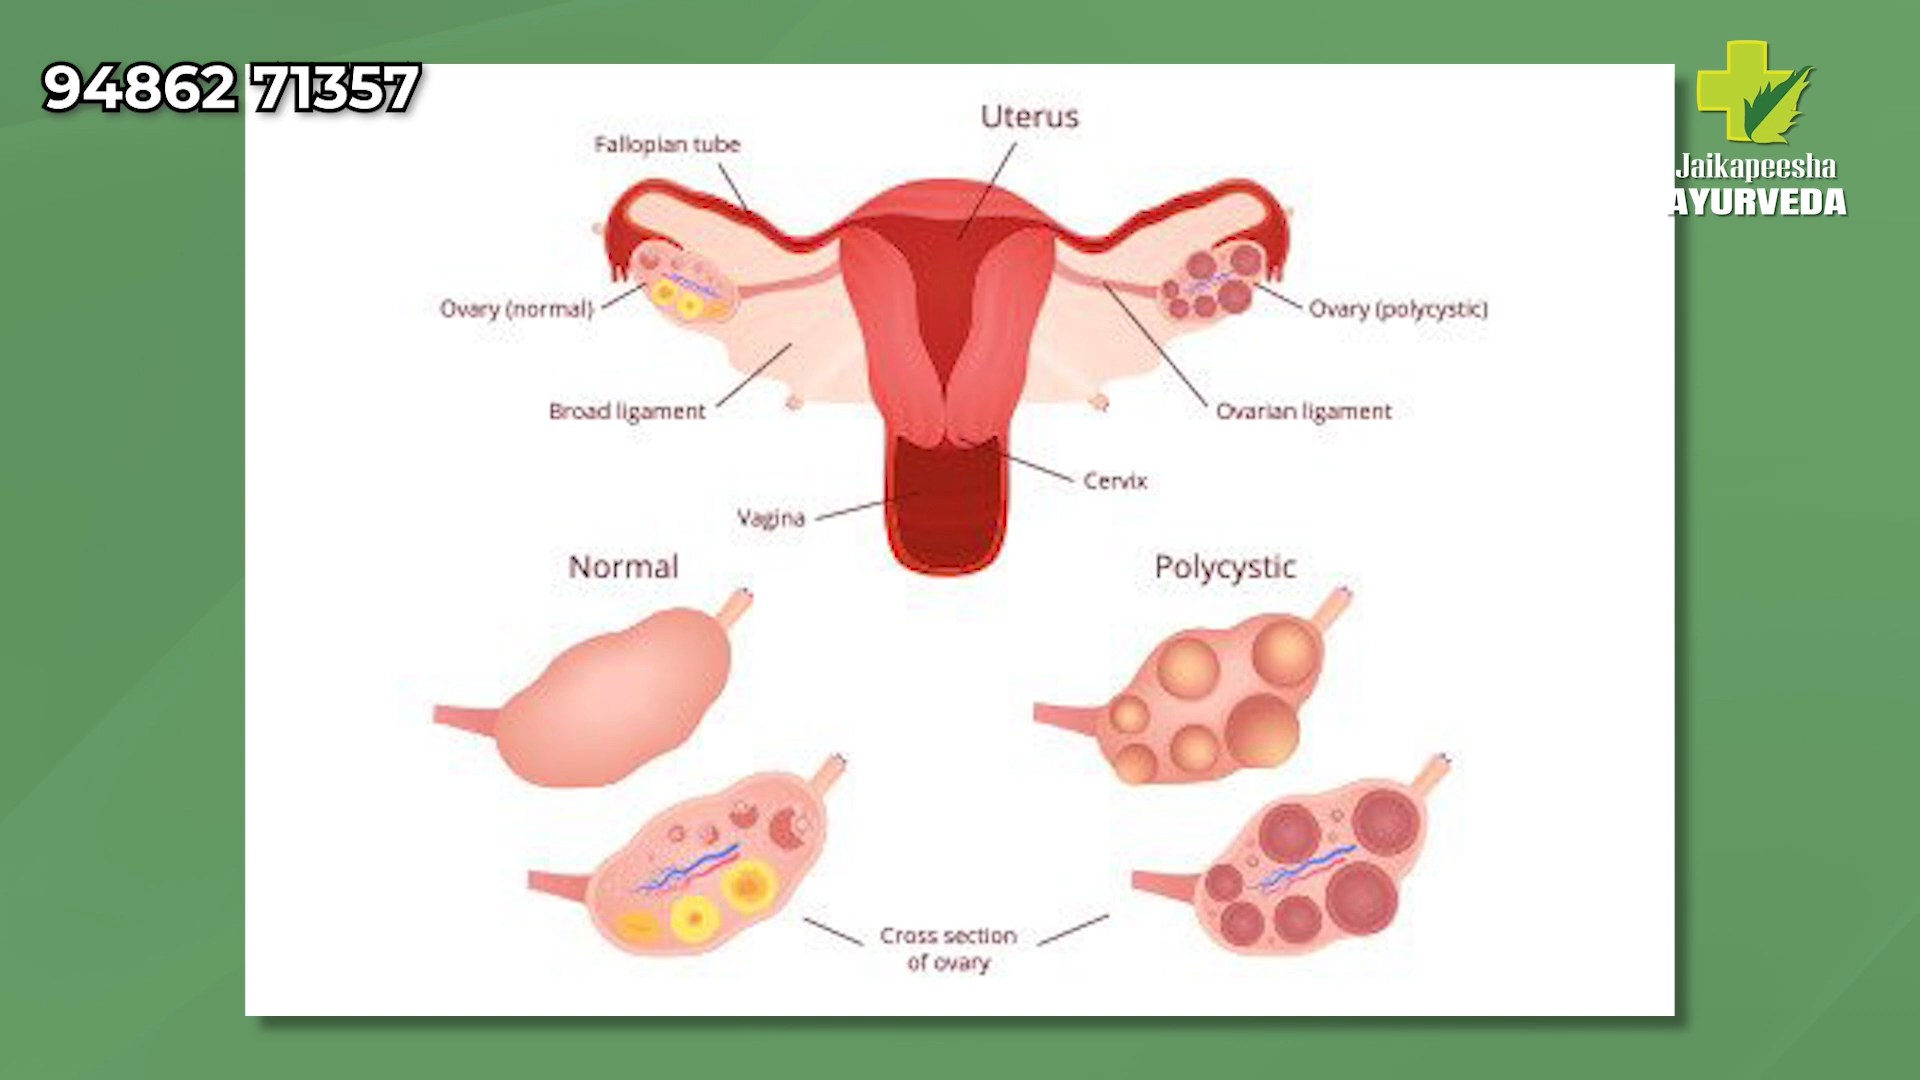 94862 71357
Jaikapeesha
AYURVEDA
Uterus
Fallopian tube
Ovary (normal)
Ovary (polycystic)
Broad ligament
Ovarian ligament
Cervix
Vagina
Normal
Polycystic
Cross section
of ovary